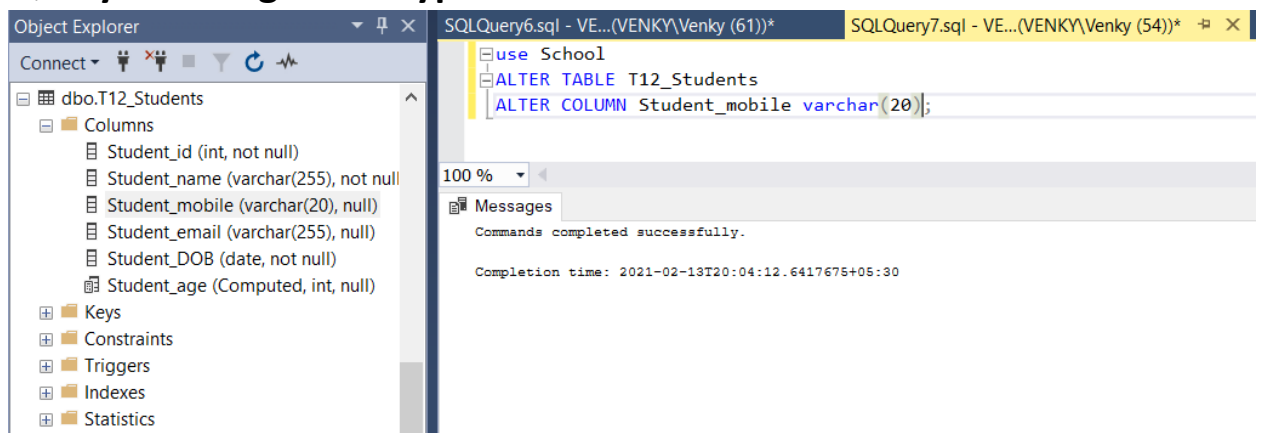 Object Explorer
Connect
dbo.T12_Students
Columns
Student_id (int, not null)
Student_name (varchar(255), not null
Student_mobile (varchar(20), null)
Student_email (varchar(255), null)
Student_DOB (date, not null)
Student_age (Computed, int, null)
Keys
Constraints
Triggers
Indexes
Statistics
SQLQuery6.sql - VE...(VENKY\Venky (61))*
SQLQuery7.sql - VE...(VENKY\Venky (54))*
use School
ALTER TABLE T12_Students
ALTER COLUMN Student_mobile varchar(20);
100 %
Messages
Commands completed successfully.
Completion time: 2021-02-13T20:04:12.6417675+05:30